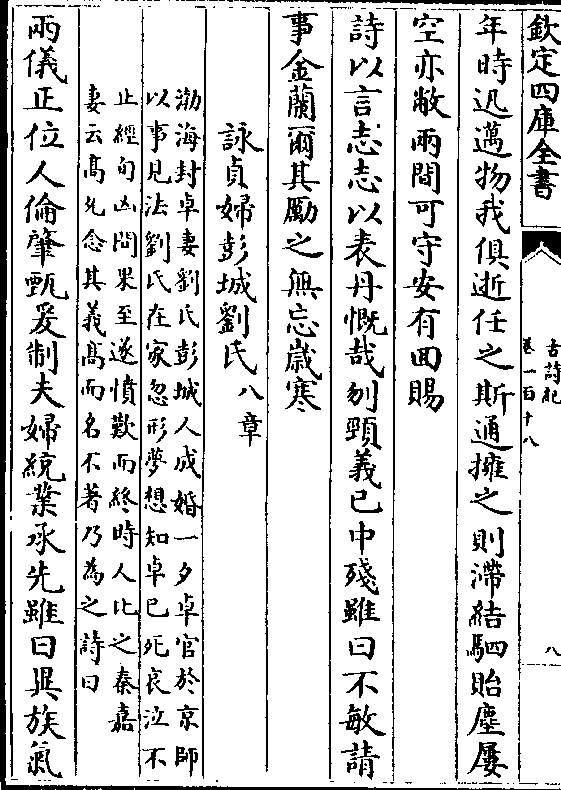 欽定四庫全書
古詩紀
卷一百十八
八
年時迅邁物我俱逝任之斯通擁之則滯結駟貽塵屢
空亦敝兩間可守安有回賜
詩以言志志以表丹慨哉刎頸義已中殘雖曰不敏請
事金蘭爾其勵之無忘歳寒
詠貞婦彭城劉氏八章
渤海封卓妻劉氏彭城人成婚一夕卓官於京師
以事見法劉氏在家忽形夢想知卓已死哀泣不
止經旬凶問果至遂憤歎而終時人比之秦嘉
妻云髙允念其義髙而名不著乃為之詩曰
兩儀正位人倫肇甄爰制夫婦統業承先雖曰異族氣